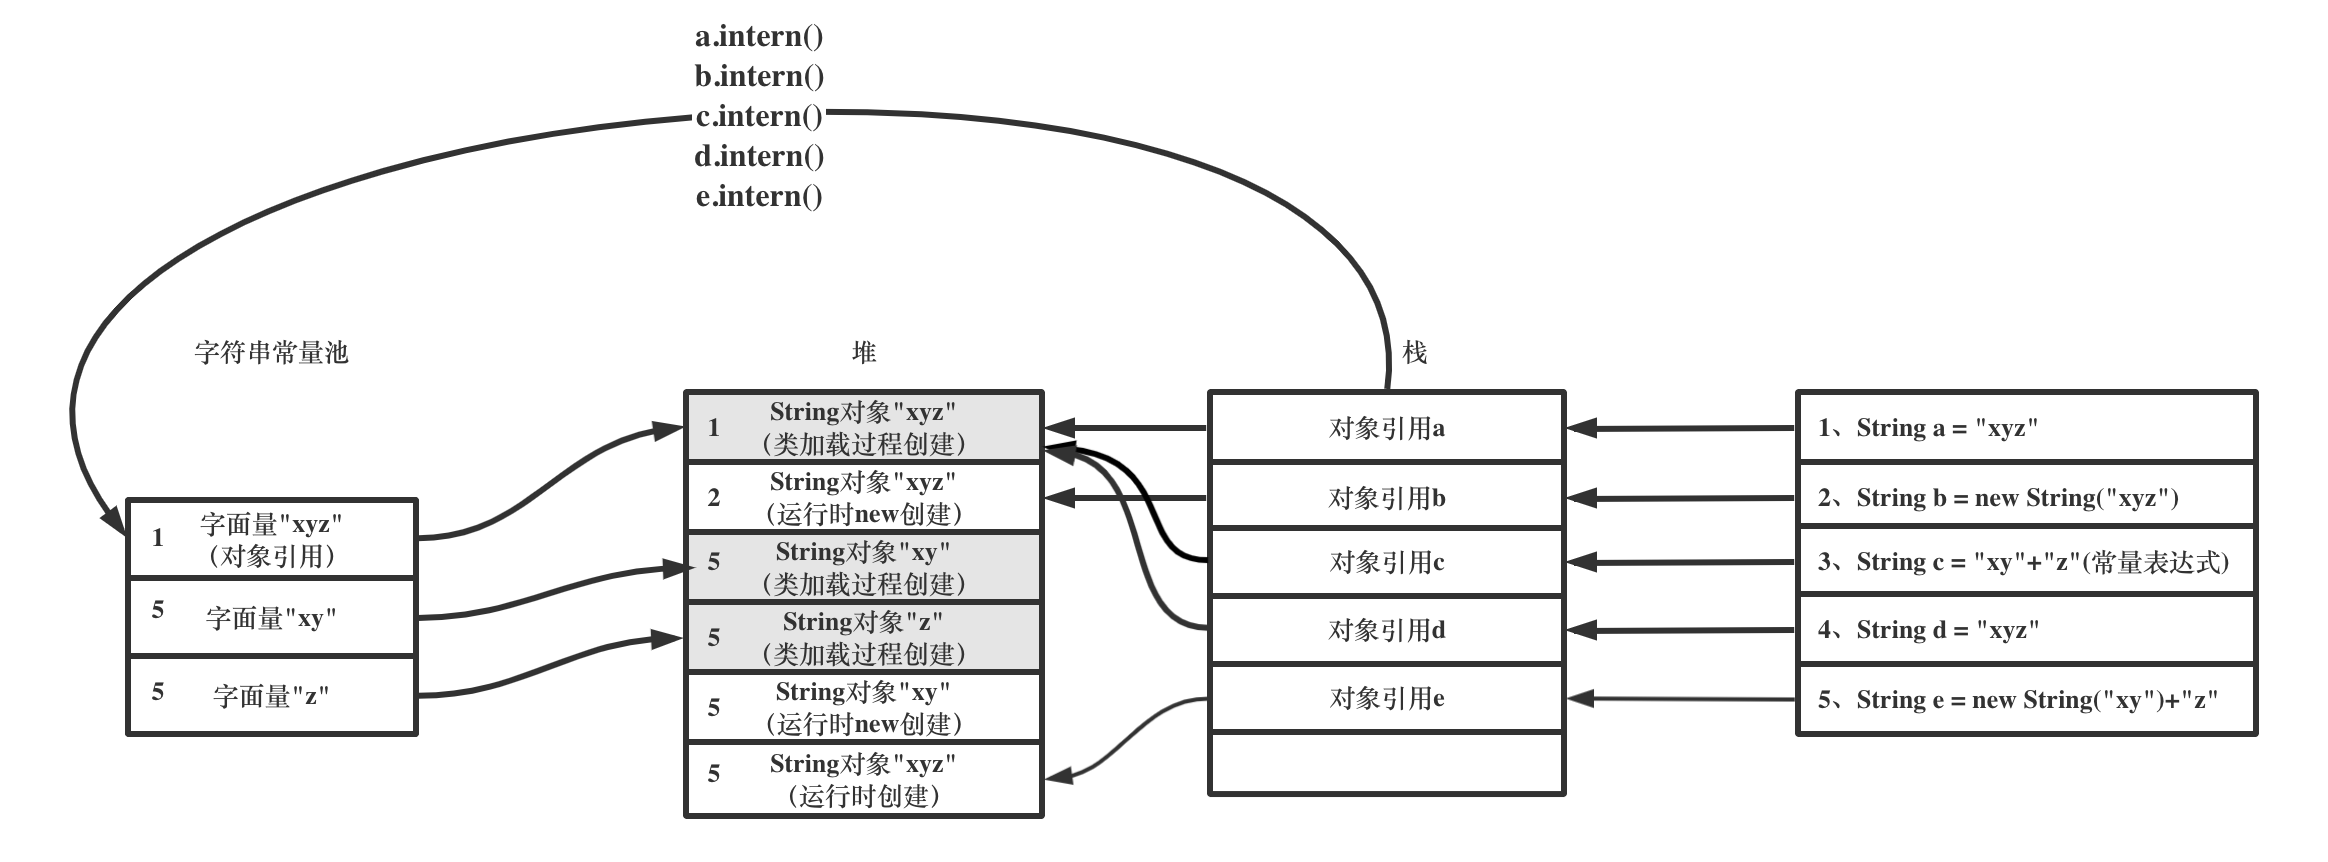 a.intern()
b.intern()
c.intern()
d.intern()
e.intern()
字符串常量池
堆
栈
1
字面量"xyz"
(对象引用)
5
字面量"xy"
5
字面量"z"
1
String对象"xyz"
(类加载过程创建)
2
String对象"xyz"
(运行时new创建)
5
String对象"xy"
(类加载过程创建)
5
String对象"z"
(类加载过程创建)
5
String对象"xy"
(运行时new创建)
5
String对象"xyz"
(运行时创建)
对象引用a
对象引用b
对象引用c
对象引用d
对象引用e
1、String a = "xyz"
2、String b = new String("xyz")
3、String c = "xy"+"z"(常量表达式)
4、String d = "xyz"
5、String e = new String("xy")+"z"